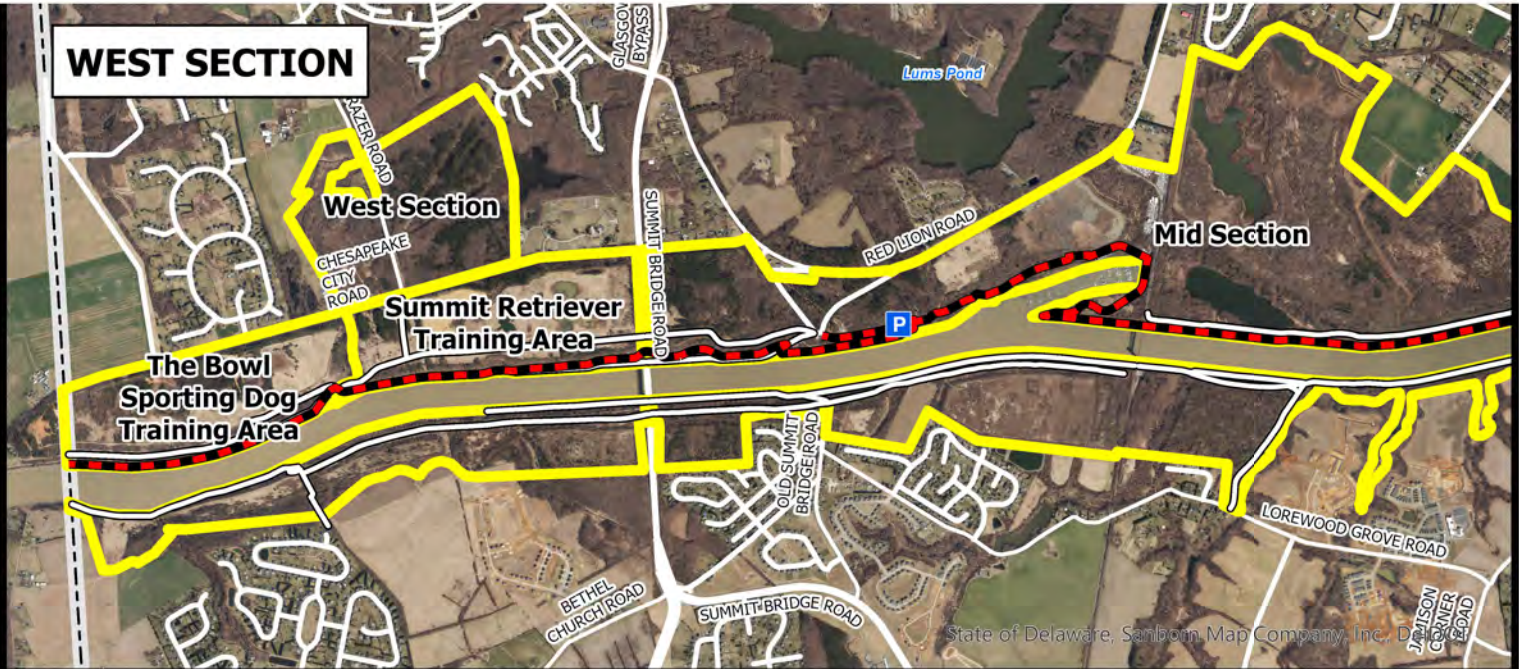 WEST SECTION
GLASGOW
BYPASS
Lums Pond
FRAZER ROAD
West Section
CHESAPEAKE
CITY
ROAD
SUMMIT BRIDGE ROAD
RED LION ROAD
Mid Section
Summit Retriever
Training Area
P
The Bowl
Sporting Dog
Training Area
OLD SUMMIT
BRIDGE ROAD
LOREWOOD GROVE ROAD
BETHEL
CHURCH ROAD
SUMMIT BRIDGE ROAD
JAMISON
CORNER
ROAD
State of Delaware, Sanborn Map Company, Inc.,